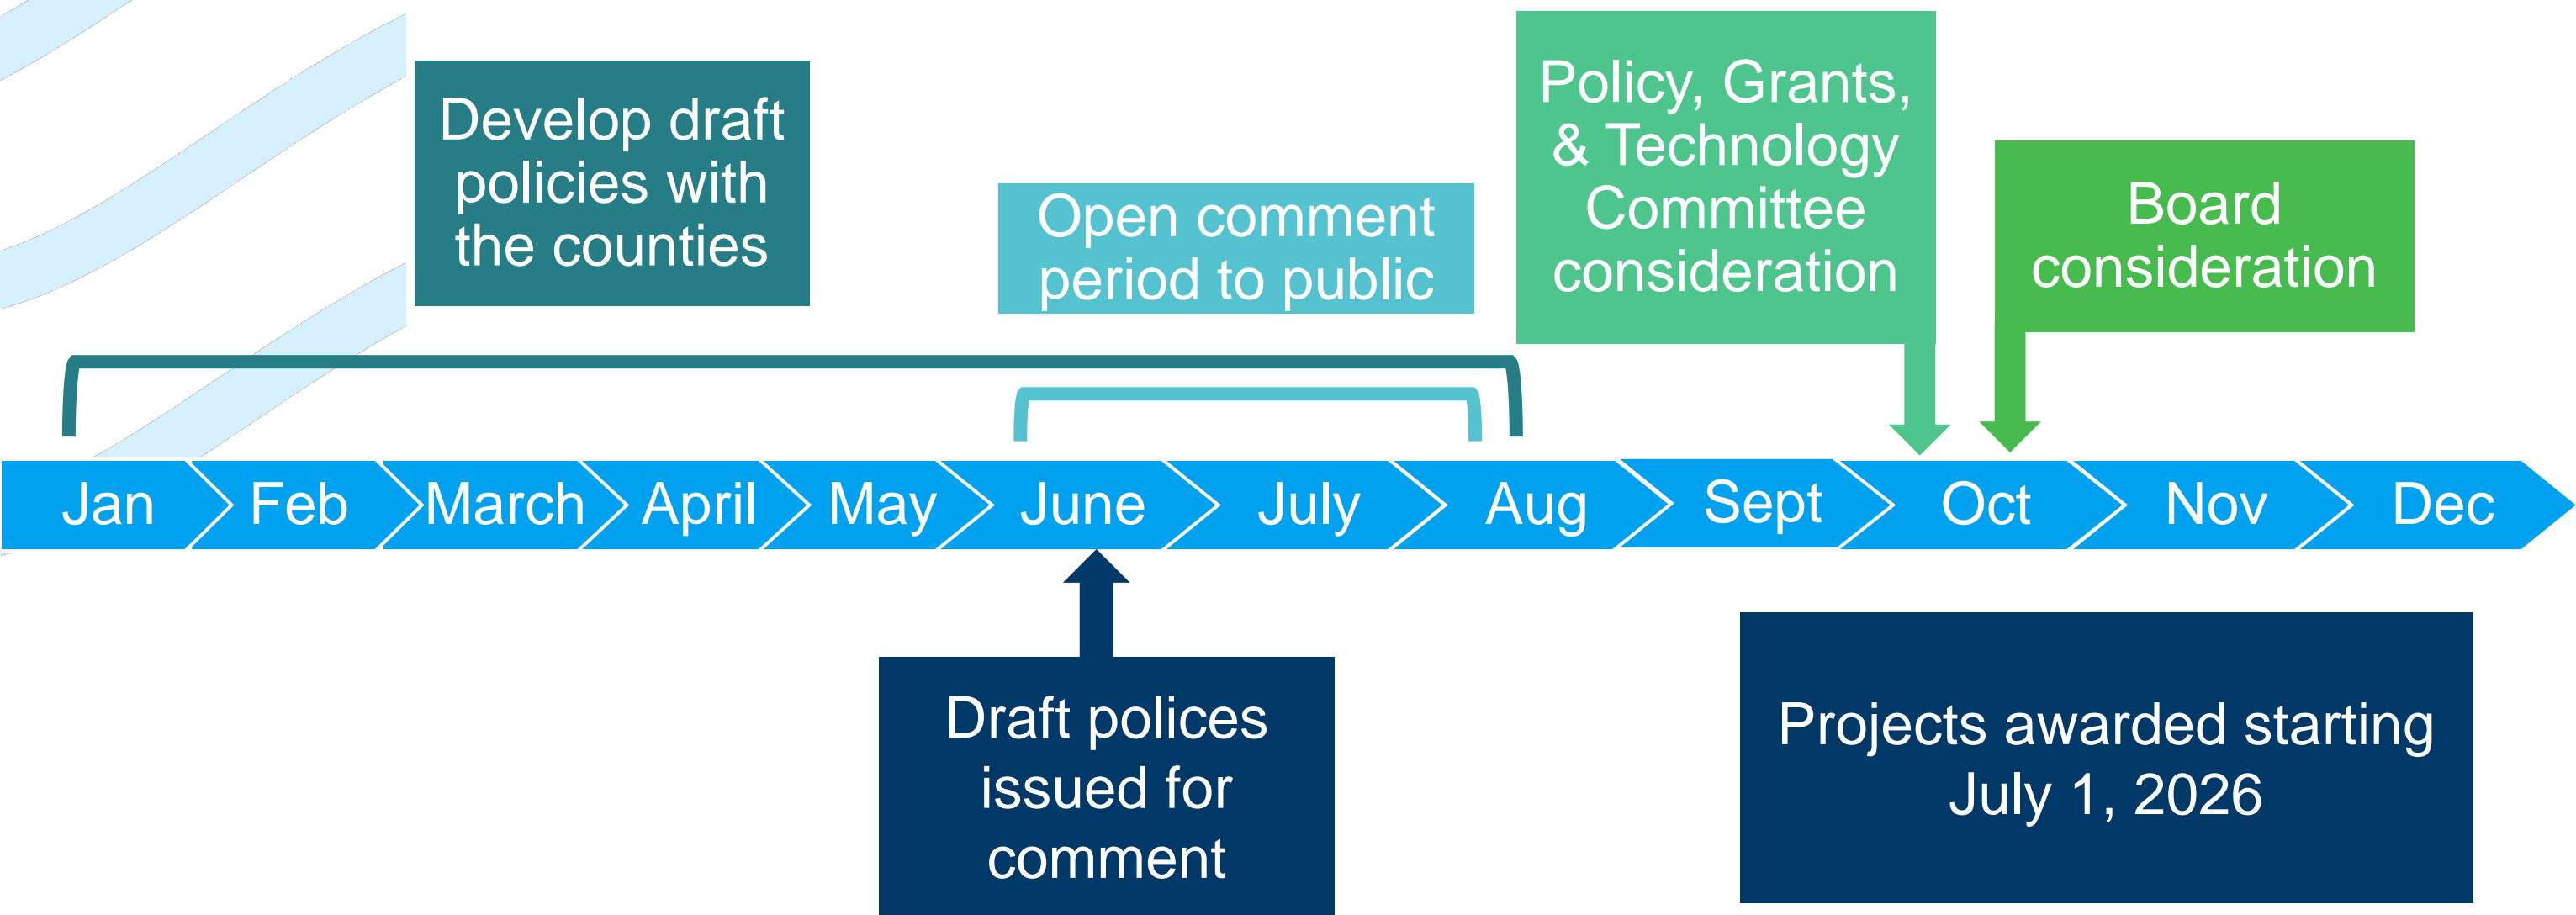 Develop draft
policies with
the counties
Open comment
period to public
Policy, Grants,
& Technology
Committee
consideration
Board
consideration
Jan
Feb
March
April
May
June
July
Aug
Sept
Oct
Nov
Dec
Draft polices
issued for
comment
Projects awarded starting
July 1, 2026